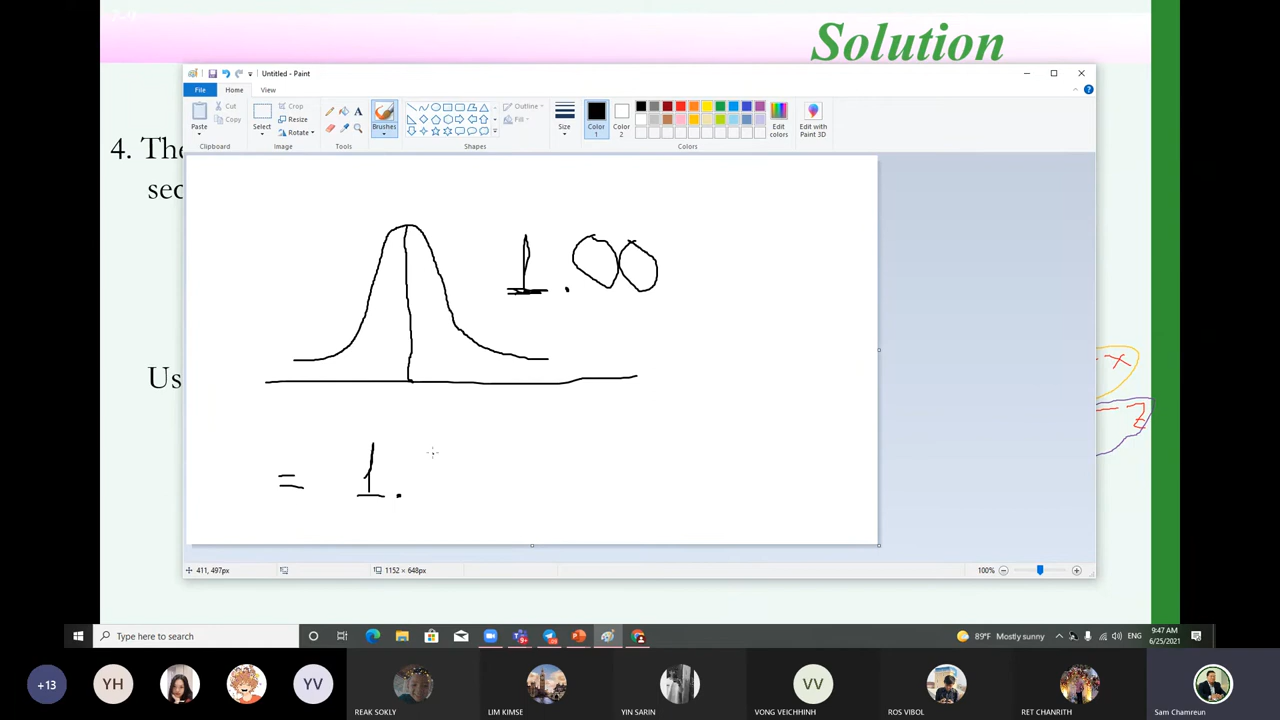 Solution
Untitled - Paint
File
Home
View
Paste
Cut
Copy
Clipboard
Select
Crop
Resize
Rotate
Image
Tools
Brushes
Outline
Fill
Shapes
Size
Color 1
Color 2
Edit colors
Edit with Paint 3D
Colors
4. The
sec
1.00
x
Us
z
= 1.
411, 497px
1152 × 648px
100%
Type here to search
89°F Mostly sunny
ENG
9:47 AM
6/25/2021
+13
YH
YV
VV
REAK SOKLY
LIM KIMSE
YIN SARIN
VONG VEICHHINH
ROS VIBOL
RET CHANRITH
Sam Chamreun